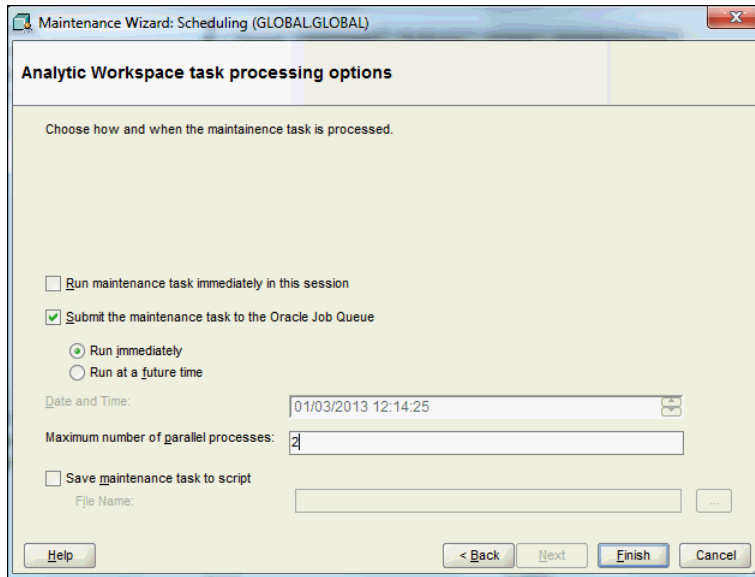 Maintenance Wizard: Scheduling (GLOBAL.GLOBAL)
Analytic Workspace task processing options
Choose how and when the maintainence task is processed.
Run maintenance task immediately in this session
Submit the maintenance task to the Oracle Job Queue
Run immediately
Run at a future time
Date and Time: 01/03/2013 12:14:25
Maximum number of parallel processes: 2
Save maintenance task to script
File Name: ...
Help < Back Next Finish Cancel